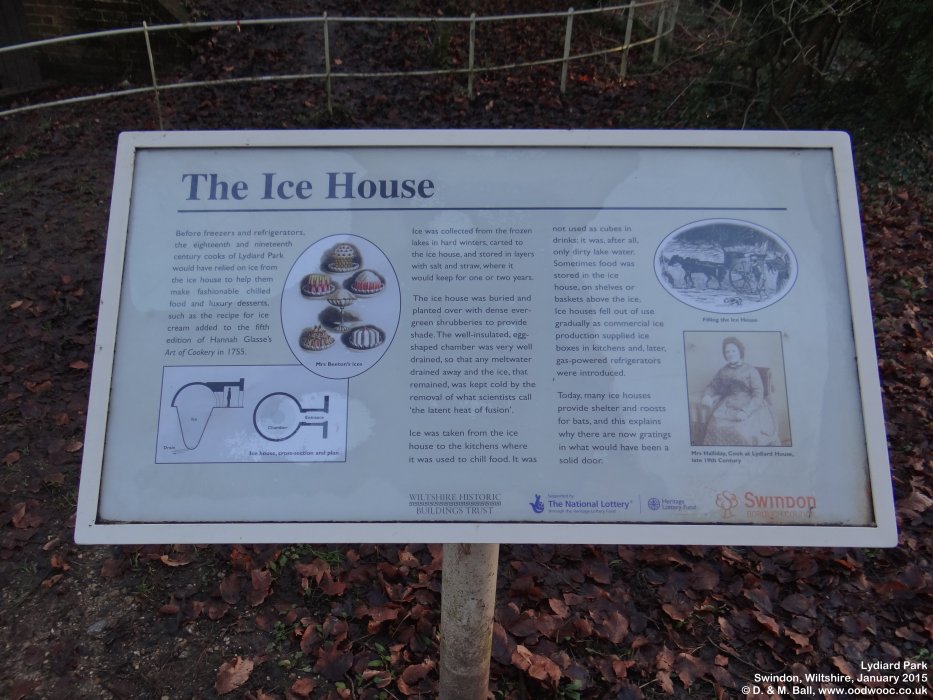 The Ice House
Before freezers and refrigerators,
the eighteenth and nineteenth
century cooks of Lydiard Park
would have relied on ice from
the ice house to help them
make fashionable chilled
food and luxury desserts,
such as the recipe for ice
cream added to the fifth
edition of Hannah Glasse's
Art of Cookery in 1755.
Mrs Beeton's ices
Ice
Drain
Chamber
Entrance
Ice house, cross-section and plan
Ice was collected from the frozen
lakes in hard winters, carted to
the ice house, and stored in layers
with salt and straw, where it
would keep for one or two years.
The ice house was buried and
planted over with dense ever-
green shrubberies to provide
shade. The well-insulated, egg-
shaped chamber was very well
drained, so that any meltwater
drained away and the ice, that
remained, was kept cold by the
removal of what scientists call
'the latent heat of fusion'.
Ice was taken from the ice
house to the kitchens where
it was used to chill food. It was
not used as cubes in
drinks: it was, after all,
only dirty lake water.
Sometimes food was
stored in the ice
house, on shelves or
baskets above the ice.
Ice houses fell out of use
gradually as commercial ice
production supplied ice
boxes in kitchens and, later,
gas-powered refrigerators
were introduced.
Today, many ice houses
provide shelter and roosts
for bats, and this explains
why there are now gratings
in what would have been a
solid door.
Filling the Ice House
Mrs Halliday, Cook at Lydiard House,
late 19th Century
WILTSHIRE HISTORIC
BUILDINGS TRUST
Supported by
The National Lottery
through the Heritage Lottery Fund
Heritage
Lottery Fund
Swindon
BOROUGH COUNCIL
Lydiard Park
Swindon, Wiltshire, January 2015
© D. & M. Ball, www.oodwooc.co.uk